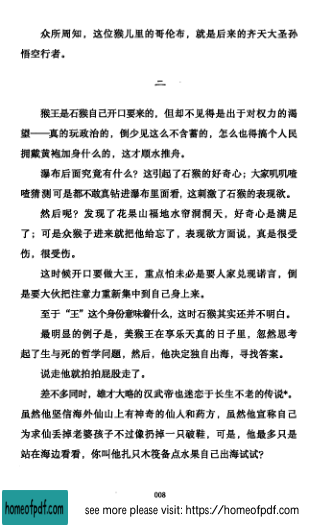 众所周知，这位猴儿里的哥伦布，就是后来的齐天大圣孙
悟空行者。
二
猴王是石猴自己开口要来的，但却不见得是出于对权力的渴
望——真的玩政治的，倒少见这么不含蓄的，怎么也得搞个人民
拥戴黄袍加身什么的，这才顺水推舟。
瀑布后面究竟有什么？这引起了石猴的好奇心；大家叽叽喳
喳猜测可是都不敢真钻进瀑布里面看，这刺激了石猴的表现欲。
然后呢？发现了花果山福地水帘洞洞天，好奇心是满足
了；可是众猴子进来就把他给忘了，表现欲方面说，真是很受
伤，很受伤。
这时候开口要做大王，重点怕未必是要人家兑现诺言，倒
是要大伙把注意力重新集中到自己身上来。
至于“王”这个身份意味着什么，这时石猴其实还并不明白。
最明显的例子是，美猴王在享乐天真的日子里，忽然思考
起了生与死的哲学问题，然后，他决定独自出海，寻找答案。
说走他就拍拍屁股走了。
差不多同时，雄才大略的汉武帝也迷恋于长生不老的传说*。
虽然他坚信海外仙山上有神奇的仙人和药方，虽然他宣称自己
为求仙丢掉老婆孩子不过像扔掉一只破鞋，可是，他最多只是
站在海边看看，你叫他扎只木筏备点水果自己出海试试？
008
homeofpdf.com
see more please visit: https://homeofpdf.com